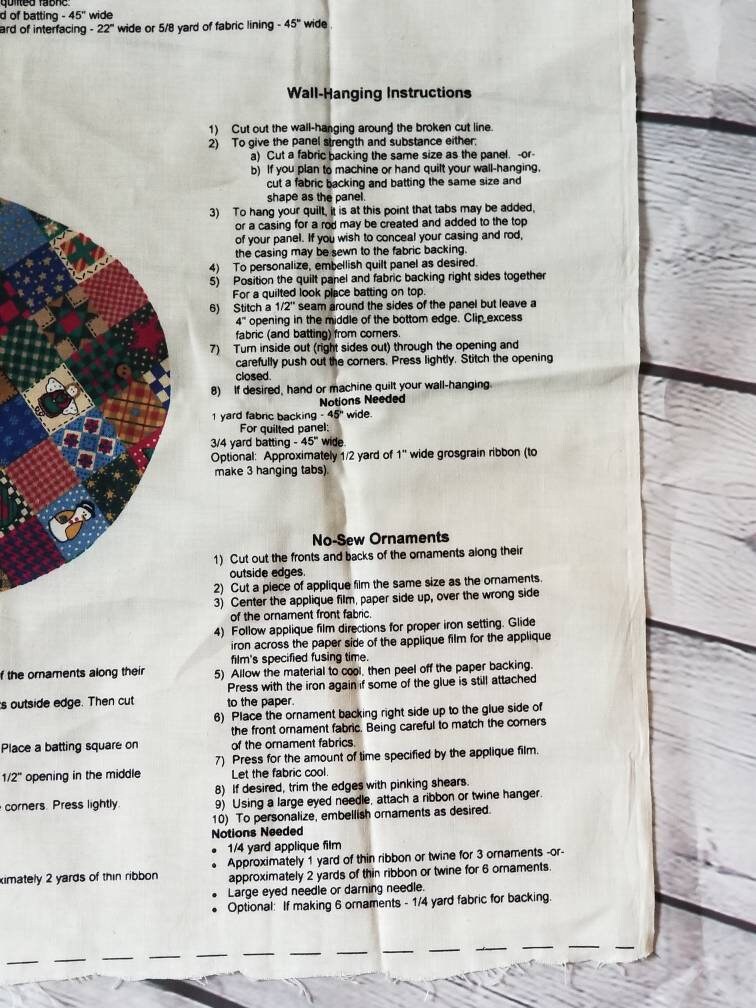 quilted fabric:
d of batting - 45" wide
ard of interfacing - 22" wide or 5/8 yard of fabric lining - 45" wide
Wall-Hanging Instructions
1) Cut out the wall-hanging around the broken cut line.
2) To give the panel strength and substance either:
a) Cut a fabric backing the same size as the panel. -or-
b) If you plan to machine or hand quilt your wall-hanging,
cut a fabric backing and batting the same size and
shape as the panel.
3) To hang your quilt, it is at this point that tabs may be added,
or a casing for a rod may be created and added to the top
of your panel. If you wish to conceal your casing and rod,
the casing may be sewn to the fabric backing.
4) To personalize, embellish quilt panel as desired.
5) Position the quilt panel and fabric backing right sides together
For a quilted look place batting on top.
6) Stitch a 1/2" seam around the sides of the panel but leave a
4" opening in the middle of the bottom edge. Clip excess
fabric (and batting) from corners.
7) Turn inside out (right sides out) through the opening and
carefully push out the corners. Press lightly. Stitch the opening
closed.
8) If desired, hand or machine quilt your wall-hanging.
Notions Needed
1 yard fabric backing - 45" wide.
For quilted panel:
3/4 yard batting - 45" wide.
Optional: Approximately 1/2 yard of 1" wide grosgrain ribbon (to
make 3 hanging tabs).
No-Sew Ornaments
1) Cut out the fronts and backs of the ornaments along their
outside edges.
2) Cut a piece of applique film the same size as the ornaments.
3) Center the applique film, paper side up, over the wrong side
of the ornament front fabric.
4) Follow applique film directions for proper iron setting. Glide
iron across the paper side of the applique film for the applique
film's specified fusing time.
5) Allow the material to cool, then peel off the paper backing.
Press with the iron again if some of the glue is still attached
to the paper.
6) Place the ornament backing right side up to the glue side of
the front ornament fabric. Being careful to match the corners
of the ornament fabrics.
7) Press for the amount of time specified by the applique film.
Let the fabric cool.
8) If desired, trim the edges with pinking shears.
9) Using a large eyed needle, attach a ribbon or twine hanger.
10) To personalize, embellish ornaments as desired.
Notions Needed
• 1/4 yard applique film
• Approximately 1 yard of thin ribbon or twine for 3 ornaments -or-
approximately 2 yards of thin ribbon or twine for 6 ornaments.
• Large eyed needle or darning needle.
• Optional: If making 6 ornaments - 1/4 yard fabric for backing.
f the ornaments along their
s outside edge. Then cut
Place a batting square on
1/2" opening in the middle
corners. Press lightly.
ximately 2 yards of thin ribbon